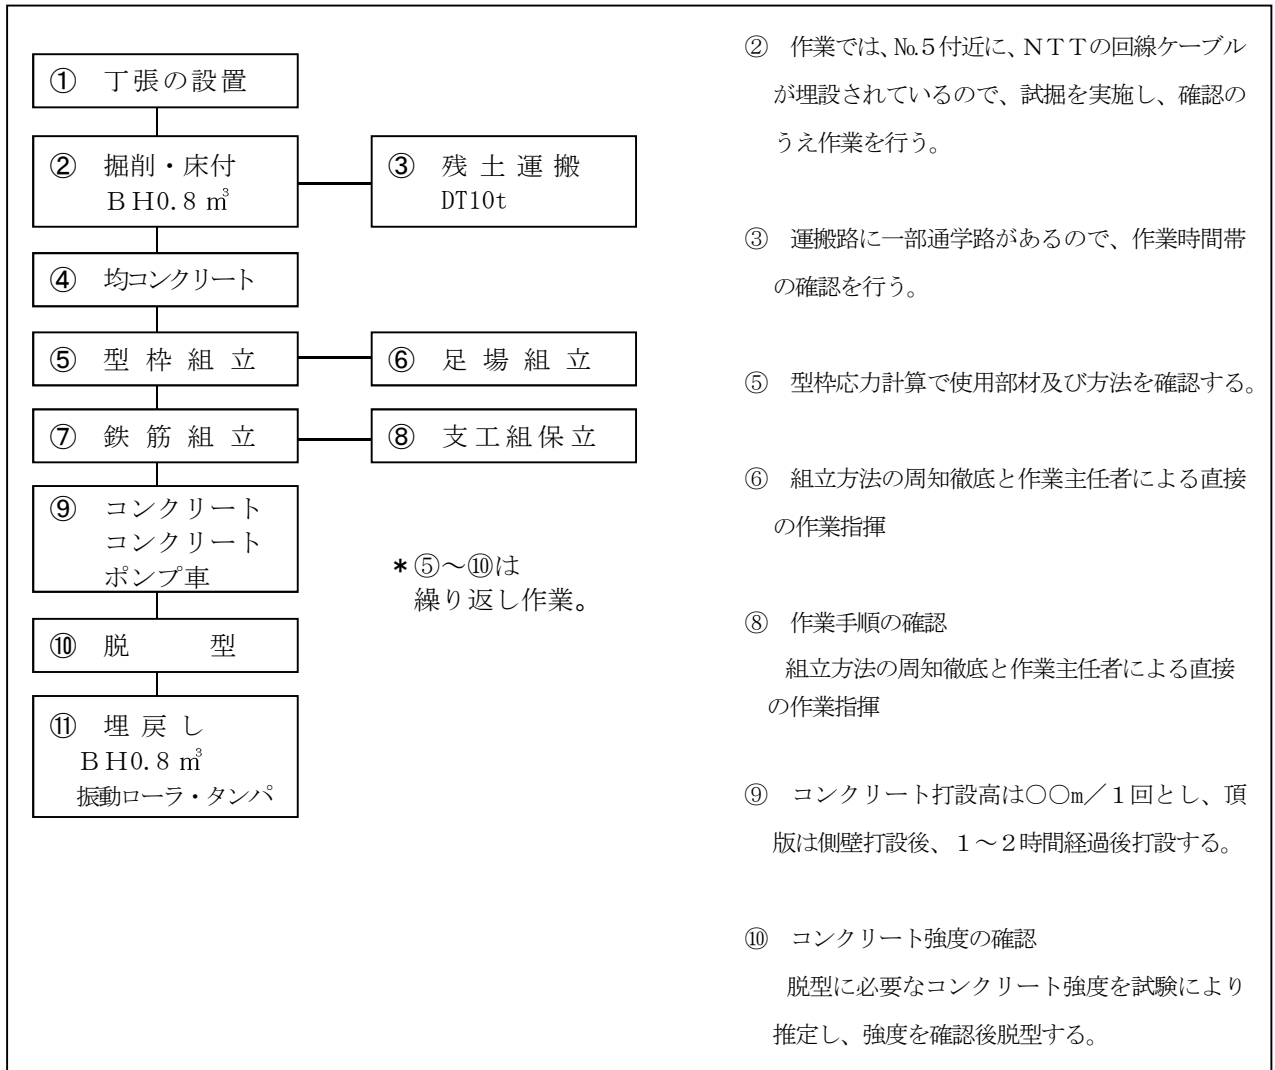 ① 丁張の設置
② 掘削・床付
ＢＨ0.8㎥
③ 残土運搬
DT10t
④ 均コンクリート
⑤ 型枠組立
⑥ 足場組立
⑦ 鉄筋組立
⑧ 支工組保立
⑨ コンクリート
コンクリート
ポンプ車
＊⑤～⑩は
繰り返し作業。
⑩ 脱　型
⑪ 埋戻し
ＢＨ0.8㎥
振動ローラ・タンパ
② 作業では、№5付近に、ＮＴＴの回線ケーブル
が埋設されているので、試掘を実施し、確認の
うえ作業を行う。
③ 運搬路に一部通学路があるので、作業時間帯
の確認を行う。
⑤ 型枠応力計算で使用部材及び方法を確認する。
⑥ 組立方法の周知徹底と作業主任者による直接
の作業指揮
⑧ 作業手順の確認
組立方法の周知徹底と作業主任者による直接
の作業指揮
⑨ コンクリート打設高は○○m／１回とし、頂
版は側壁打設後、１～２時間経過後打設する。
⑩ コンクリート強度の確認
脱型に必要なコンクリート強度を試験により
推定し、強度を確認後脱型する。